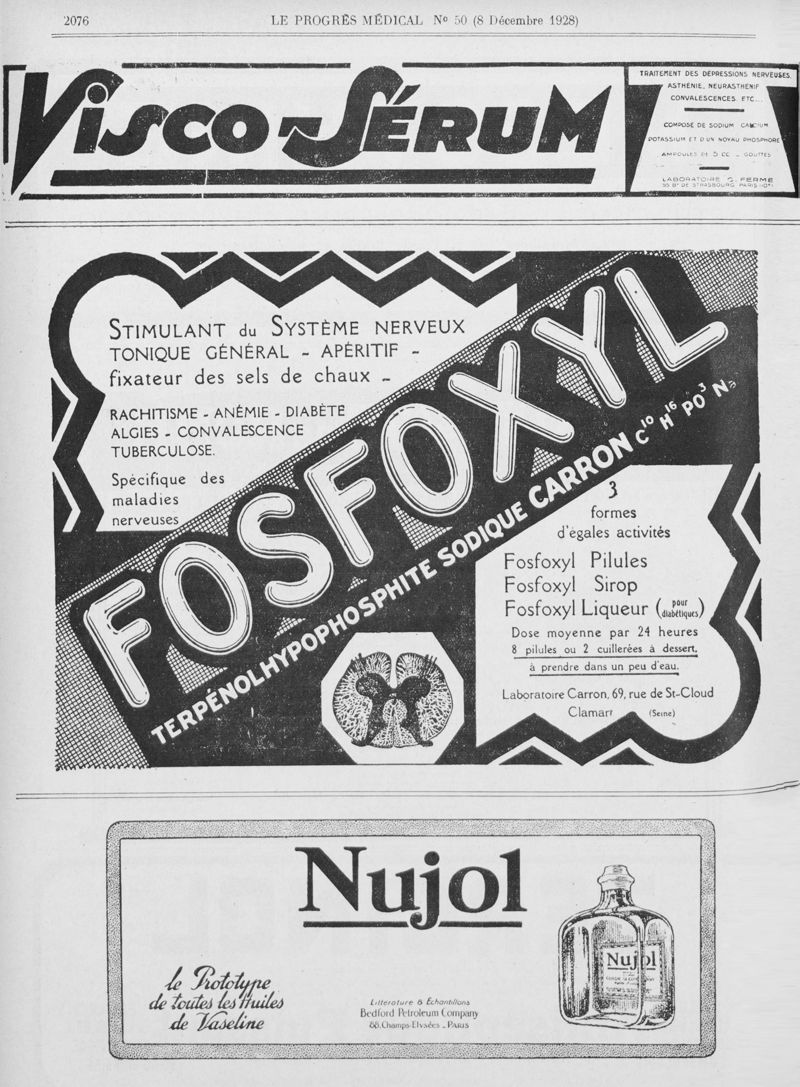 2076
LE PROGRÈS MÉDICAL No 50 (8 Décembre 1928)
VISCO-SÉRUM
TRAITEMENT DES DÉPRESSIONS NERVEUSES
ASTHÉNIE, NEURASTHÉNIE
CONVALESCENCES ETC...
COMPOSÉ DE SODIUM CALCIUM
POTASSIUM ET D'UN NOYAU PHOSPHORE
AMPOULES DE 5 CC _ GOUTTES
LABORATOIRE G. FERMÉ
55 Bd DE STRASBOURG PARIS
STIMULANT du SYSTÈME NERVEUX
TONIQUE GÉNÉRAL - APÉRITIF -
fixateur des sels de chaux -
RACHITISME - ANÉMIE - DIABÈTE
ALGIES - CONVALESCENCE
TUBERCULOSE.
Spécifique des
maladies
nerveuses
FOSFOXYL
TERPÉNOLHYPOPHOSPHITE SODIQUE CARRON C10 H16 PO3 Na
3
formes
d'égales activités
Fosfoxyl Pilules
Fosfoxyl Sirop
Fosfoxyl Liqueur (pour diabétiques)
Dose moyenne par 24 heures
8 pilules ou 2 cuillerées à dessert,
à prendre dans un peu d'eau.
Laboratoire Carron, 69, rue de St-Cloud
Clamart (Seine)
Nujol
le Prototype
de toutes les Huiles
de Vaseline
Littérature & Échantillons
Bedford Petroleum Company
88, Champs-Elysées _ PARIS
Nujol